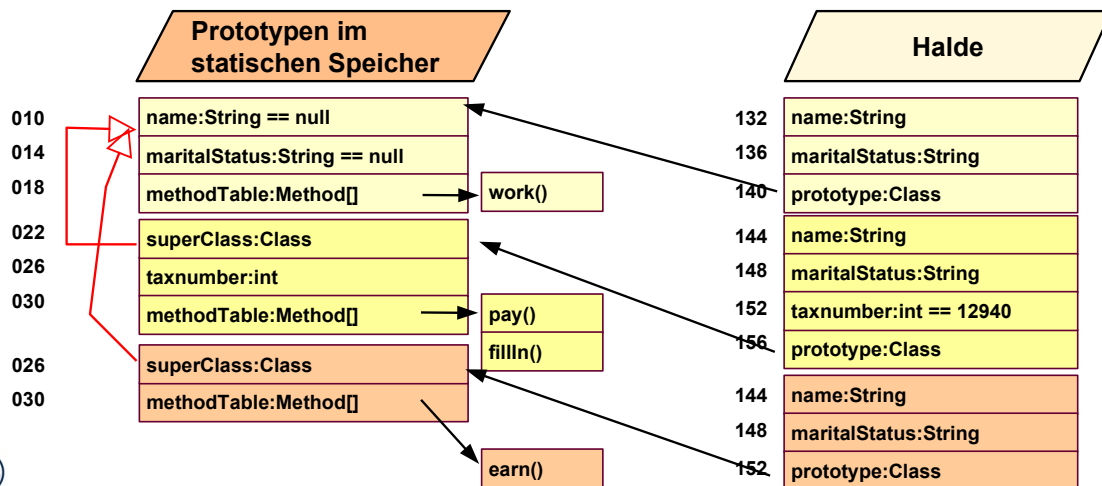 Prototypen im
statischen Speicher
Halde
010 name:String == null
014 maritalStatus:String == null
018 methodTable:Method[] work()
022 superClass:Class
026 taxnumber:int
030 methodTable:Method[] pay()
fillIn()
026 superClass:Class
030 methodTable:Method[]
earn()
132 name:String
136 maritalStatus:String
140 prototype:Class
144 name:String
148 maritalStatus:String
152 taxnumber:int == 12940
156 prototype:Class
144 name:String
148 maritalStatus:String
152 prototype:Class